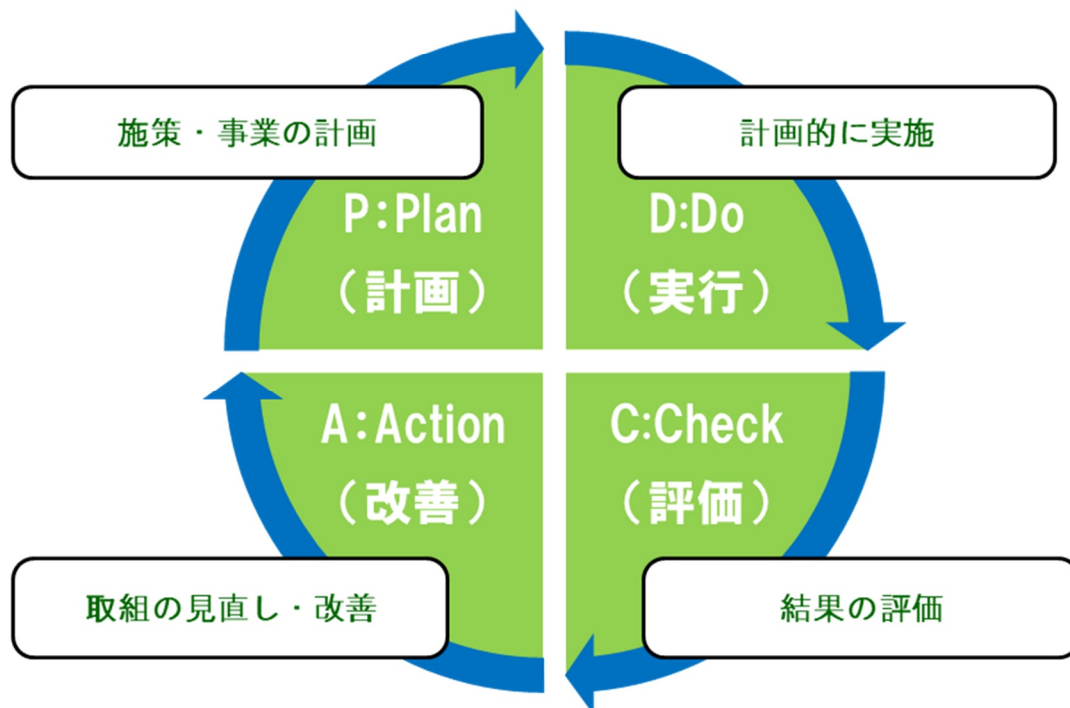 施策・事業の計画
P:Plan
(計画)
計画的に実施
D:Do
(実行)
C:Check
(評価)
結果の評価
A:Action
(改善)
取組の見直し・改善